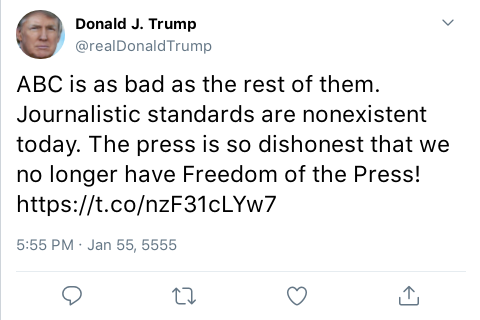 Donald J. Trump
@realDonaldTrump
ABC is as bad as the rest of them.
Journalistic standards are nonexistent
today. The press is so dishonest that we
no longer have Freedom of the Press!
https://t.co/nzF31cLYw7
5:55 PM · Jan 55, 5555